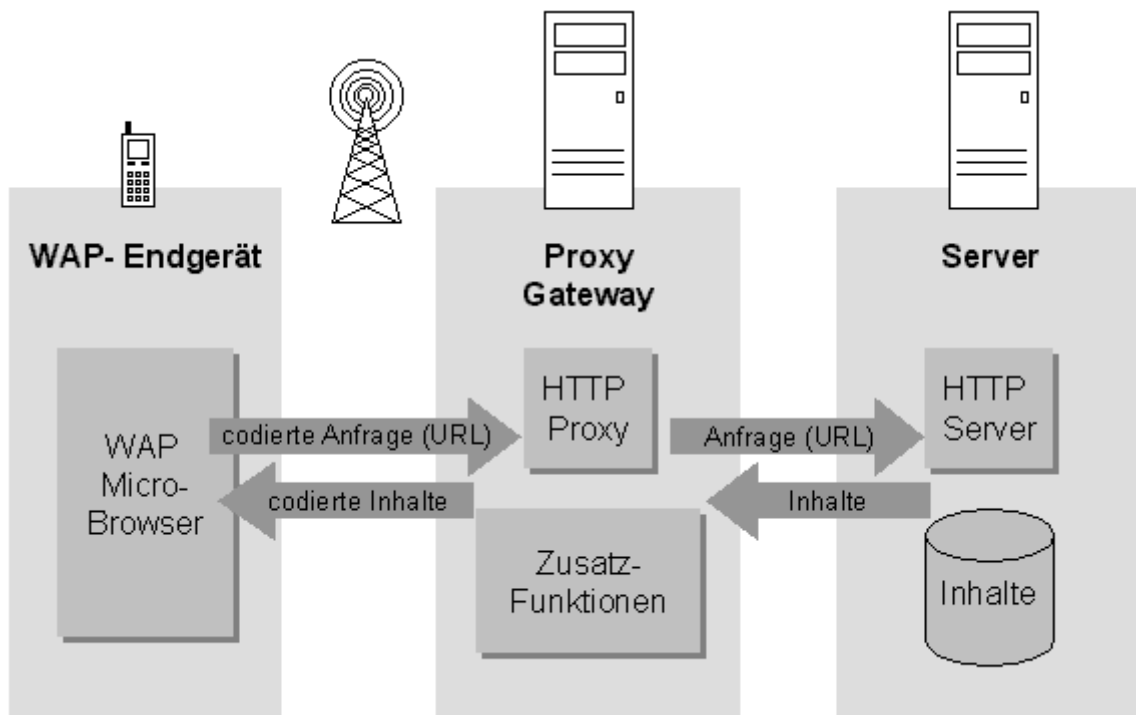 WAP- Endgerät
Proxy
Gateway
Server
WAP
Micro-
Browser
codierte Anfrage (URL)
codierte Inhalte
HTTP
Proxy
Zusatz-
Funktionen
Anfrage (URL)
Inhalte
HTTP
Server
Inhalte